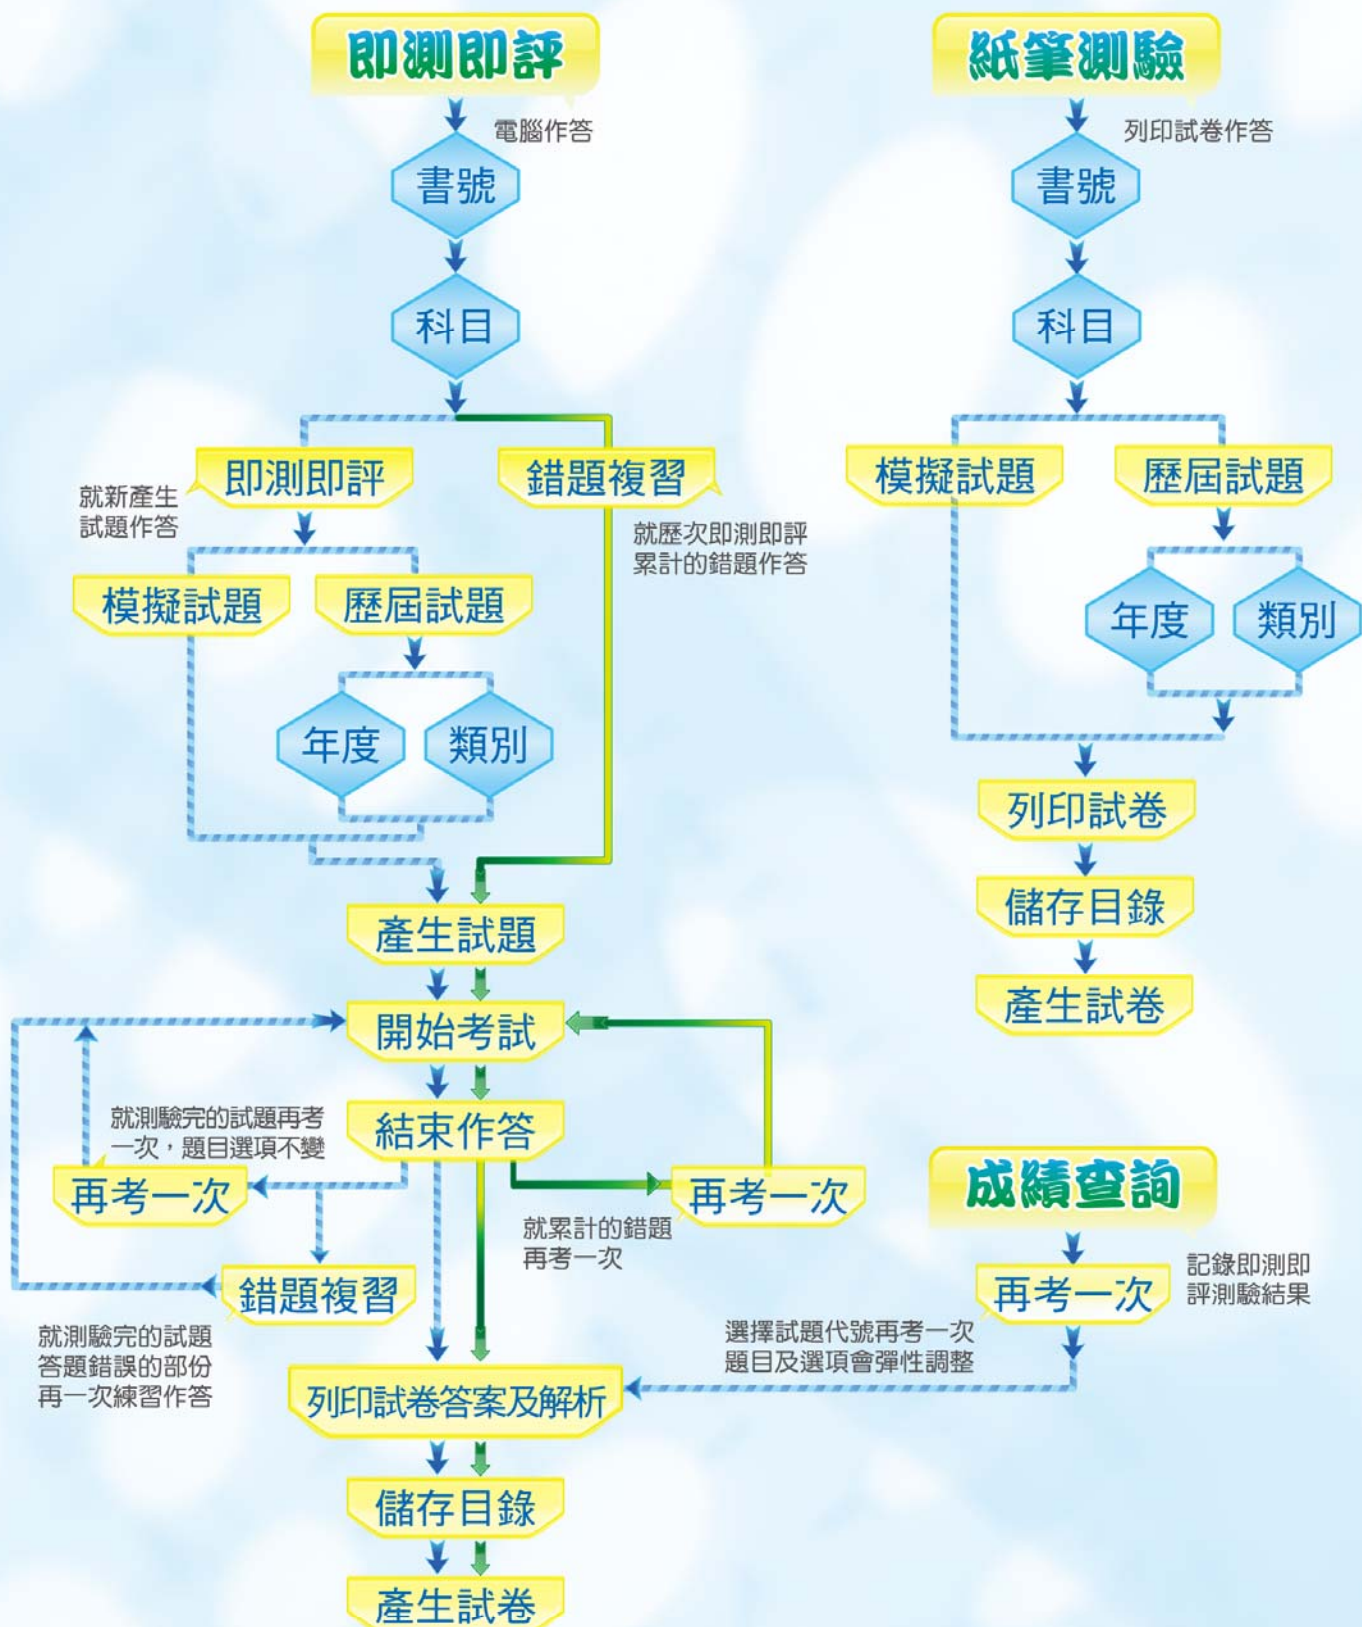 即測即評
電腦作答
書號
科目
即測即評
就新產生
試題作答
錯題複習
就歷次即測即評
累計的錯題作答
模擬試題
歷屆試題
年度
類別
產生試題
開始考試
結束作答
就測驗完的試題再考
一次，題目選項不變
再考一次
錯題複習
就測驗完的試題
答題錯誤的部份
再一次練習作答
再考一次
就累計的錯題
再考一次
列印試卷答案及解析
儲存目錄
產生試卷
紙筆測驗
列印試卷作答
書號
科目
模擬試題
歷屆試題
年度
類別
列印試卷
儲存目錄
產生試卷
成績查詢
再考一次
記錄即測即
評測驗結果
選擇試題代號再考一次
題目及選項會彈性調整